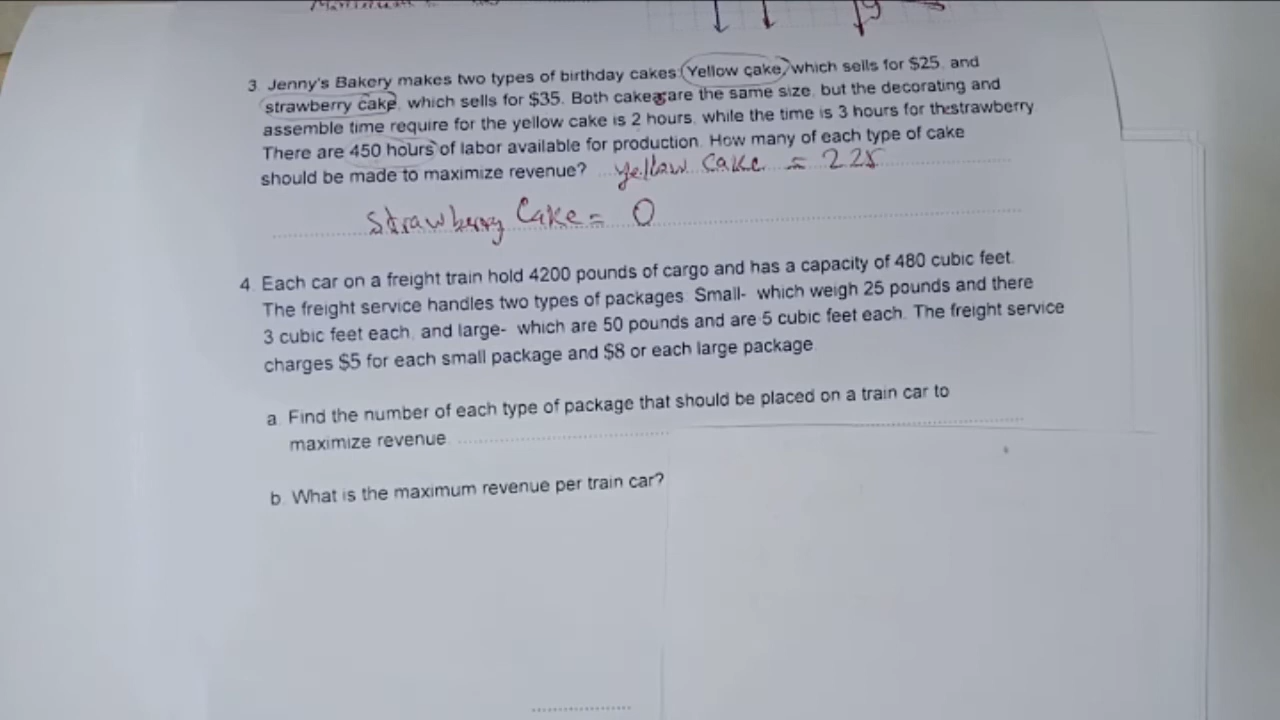 3. Jenny's Bakery makes two types of birthday cakes: Yellow cake, which sells for $25, and
strawberry cake, which sells for $35. Both cakes are the same size, but the decorating and
assemble time require for the yellow cake is 2 hours, while the time is 3 hours for the strawberry
There are 450 hours of labor available for production. How many of each type of cake
should be made to maximize revenue? yellow cake = 225
Strawberry Cake = 0
4. Each car on a freight train hold 4200 pounds of cargo and has a capacity of 480 cubic feet.
The freight service handles two types of packages. Small- which weigh 25 pounds and there
3 cubic feet each, and large- which are 50 pounds and are 5 cubic feet each. The freight service
charges $5 for each small package and $8 or each large package.
a. Find the number of each type of package that should be placed on a train car to
maximize revenue
b. What is the maximum revenue per train car?